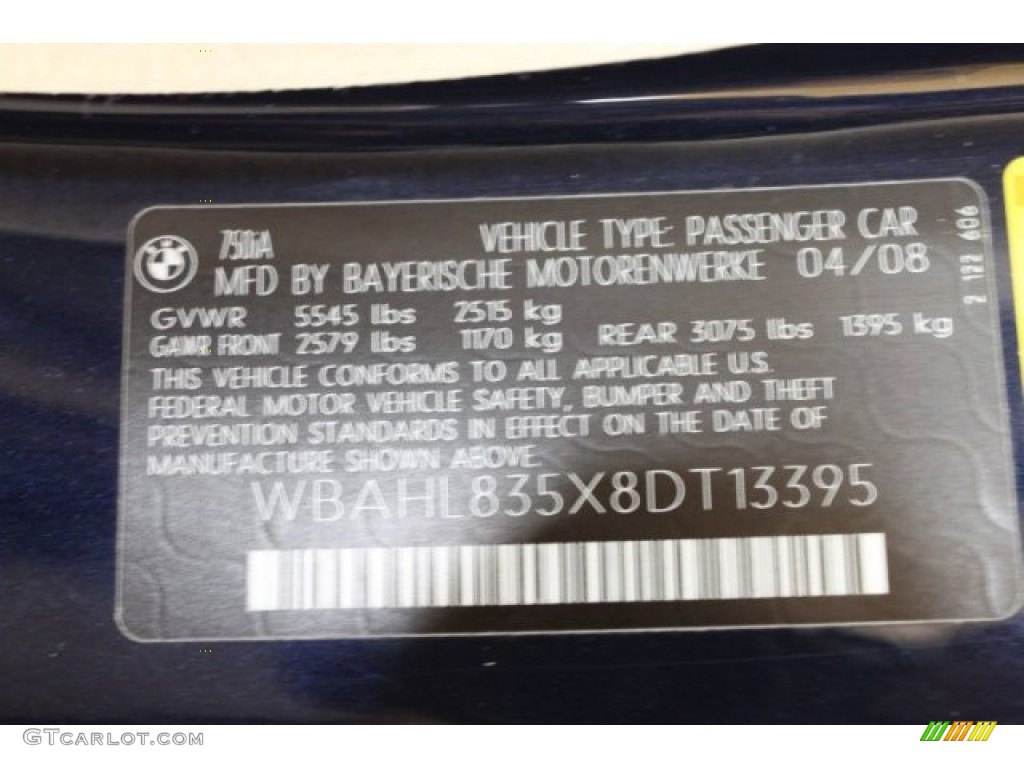 750iA VEHICLE TYPE: PASSENGER CAR
MFD BY BAYERISCHE MOTORENWERKE 04/08
GVWR 5545 lbs 2515 kg
GAWR FRONT 2579 lbs 1170 kg REAR 3075 lbs 1395 kg
THIS VEHICLE CONFORMS TO ALL APPLICABLE U.S.
FEDERAL MOTOR VEHICLE SAFETY, BUMPER AND THEFT
PREVENTION STANDARDS IN EFFECT ON THE DATE OF
MANUFACTURE SHOWN ABOVE.
WBAHL835X8DT13395
2 122 606
GTCARLOT.COM